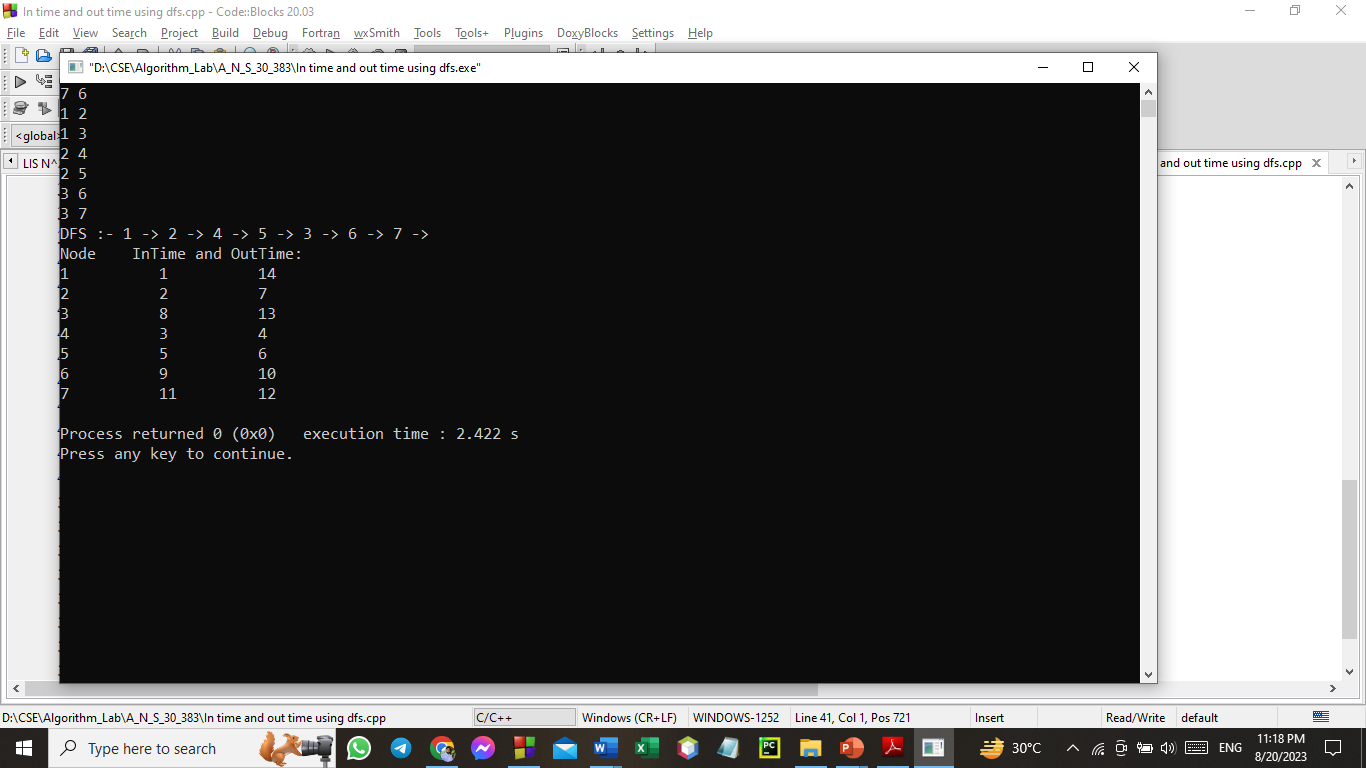 In time and out time using dfs.cpp - Code::Blocks 20.03
File Edit View Search Project Build Debug Fortran wxSmith Tools Tools+ Plugins DoxyBlocks Settings Help
"D:\CSE\Algorithm_Lab\A_N_S_30_383\In time and out time using dfs.exe"
<global>
LIS N^
and out time using dfs.cpp
7 6
1 2
1 3
2 4
2 5
3 6
3 7
DFS :- 1 -> 2 -> 4 -> 5 -> 3 -> 6 -> 7 ->
Node    InTime and OutTime:
1          1          14
2          2          7
3          8          13
4          3          4
5          5          6
6          9          10
7          11         12
Process returned 0 (0x0)   execution time : 2.422 s
Press any key to continue.
D:\CSE\Algorithm_Lab\A_N_S_30_383\In time and out time using dfs.cpp C/C++ Windows (CR+LF) WINDOWS-1252 Line 41, Col 1, Pos 721 Insert Read/Write default
Type here to search 30°C ENG 11:18 PM
8/20/2023